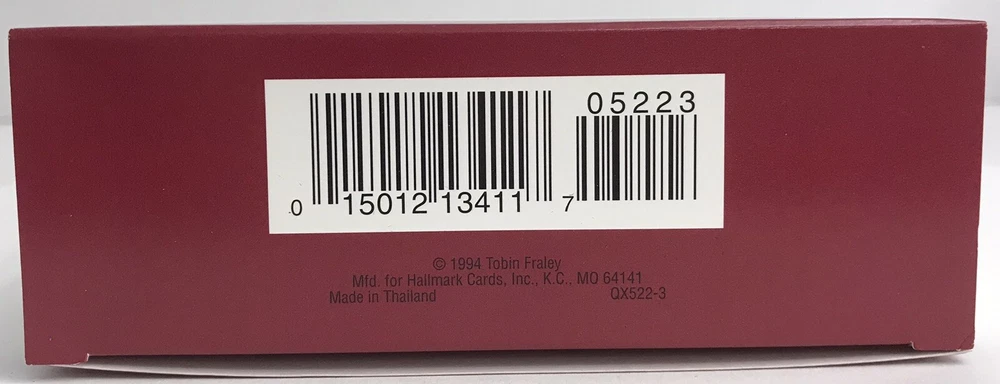 05223
0 15012 13411 7
© 1994 Tobin Fraley
Mfd. for Hallmark Cards, Inc., K.C., MO 64141
Made in Thailand QX522-3